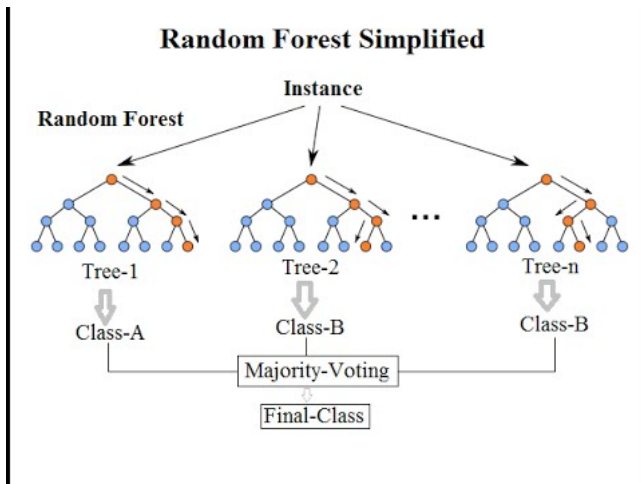 Random Forest Simplified
Instance
Random Forest
...
Tree-1
Tree-2
Tree-n
Class-A
Class-B
Class-B
Majority-Voting
Final-Class